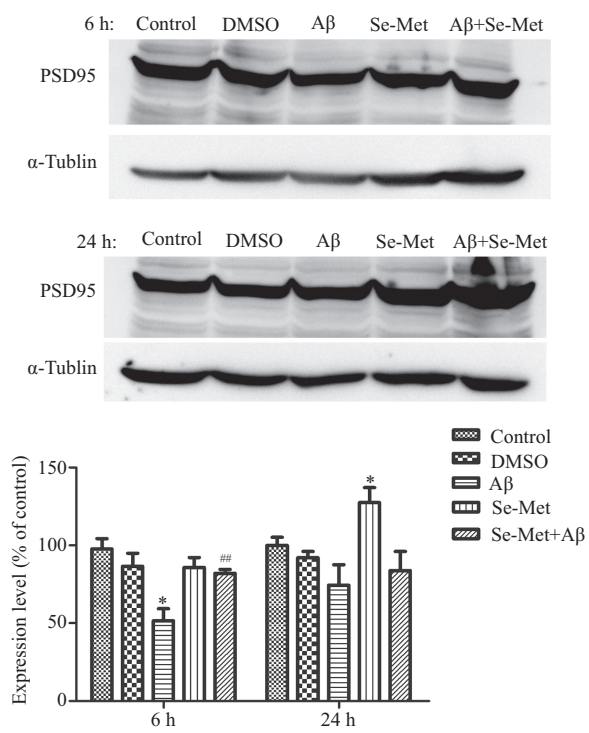 6 h: Control DMSO Aβ Se-Met Aβ+Se-Met
PSD95
α-Tublin
24 h: Control DMSO Aβ Se-Met Aβ+Se-Met
PSD95
α-Tublin
Control
DMSO
Aβ
Se-Met
Se-Met+Aβ
Expression level (% of control)
150
100
50
0
*
##
*
6 h 24 h